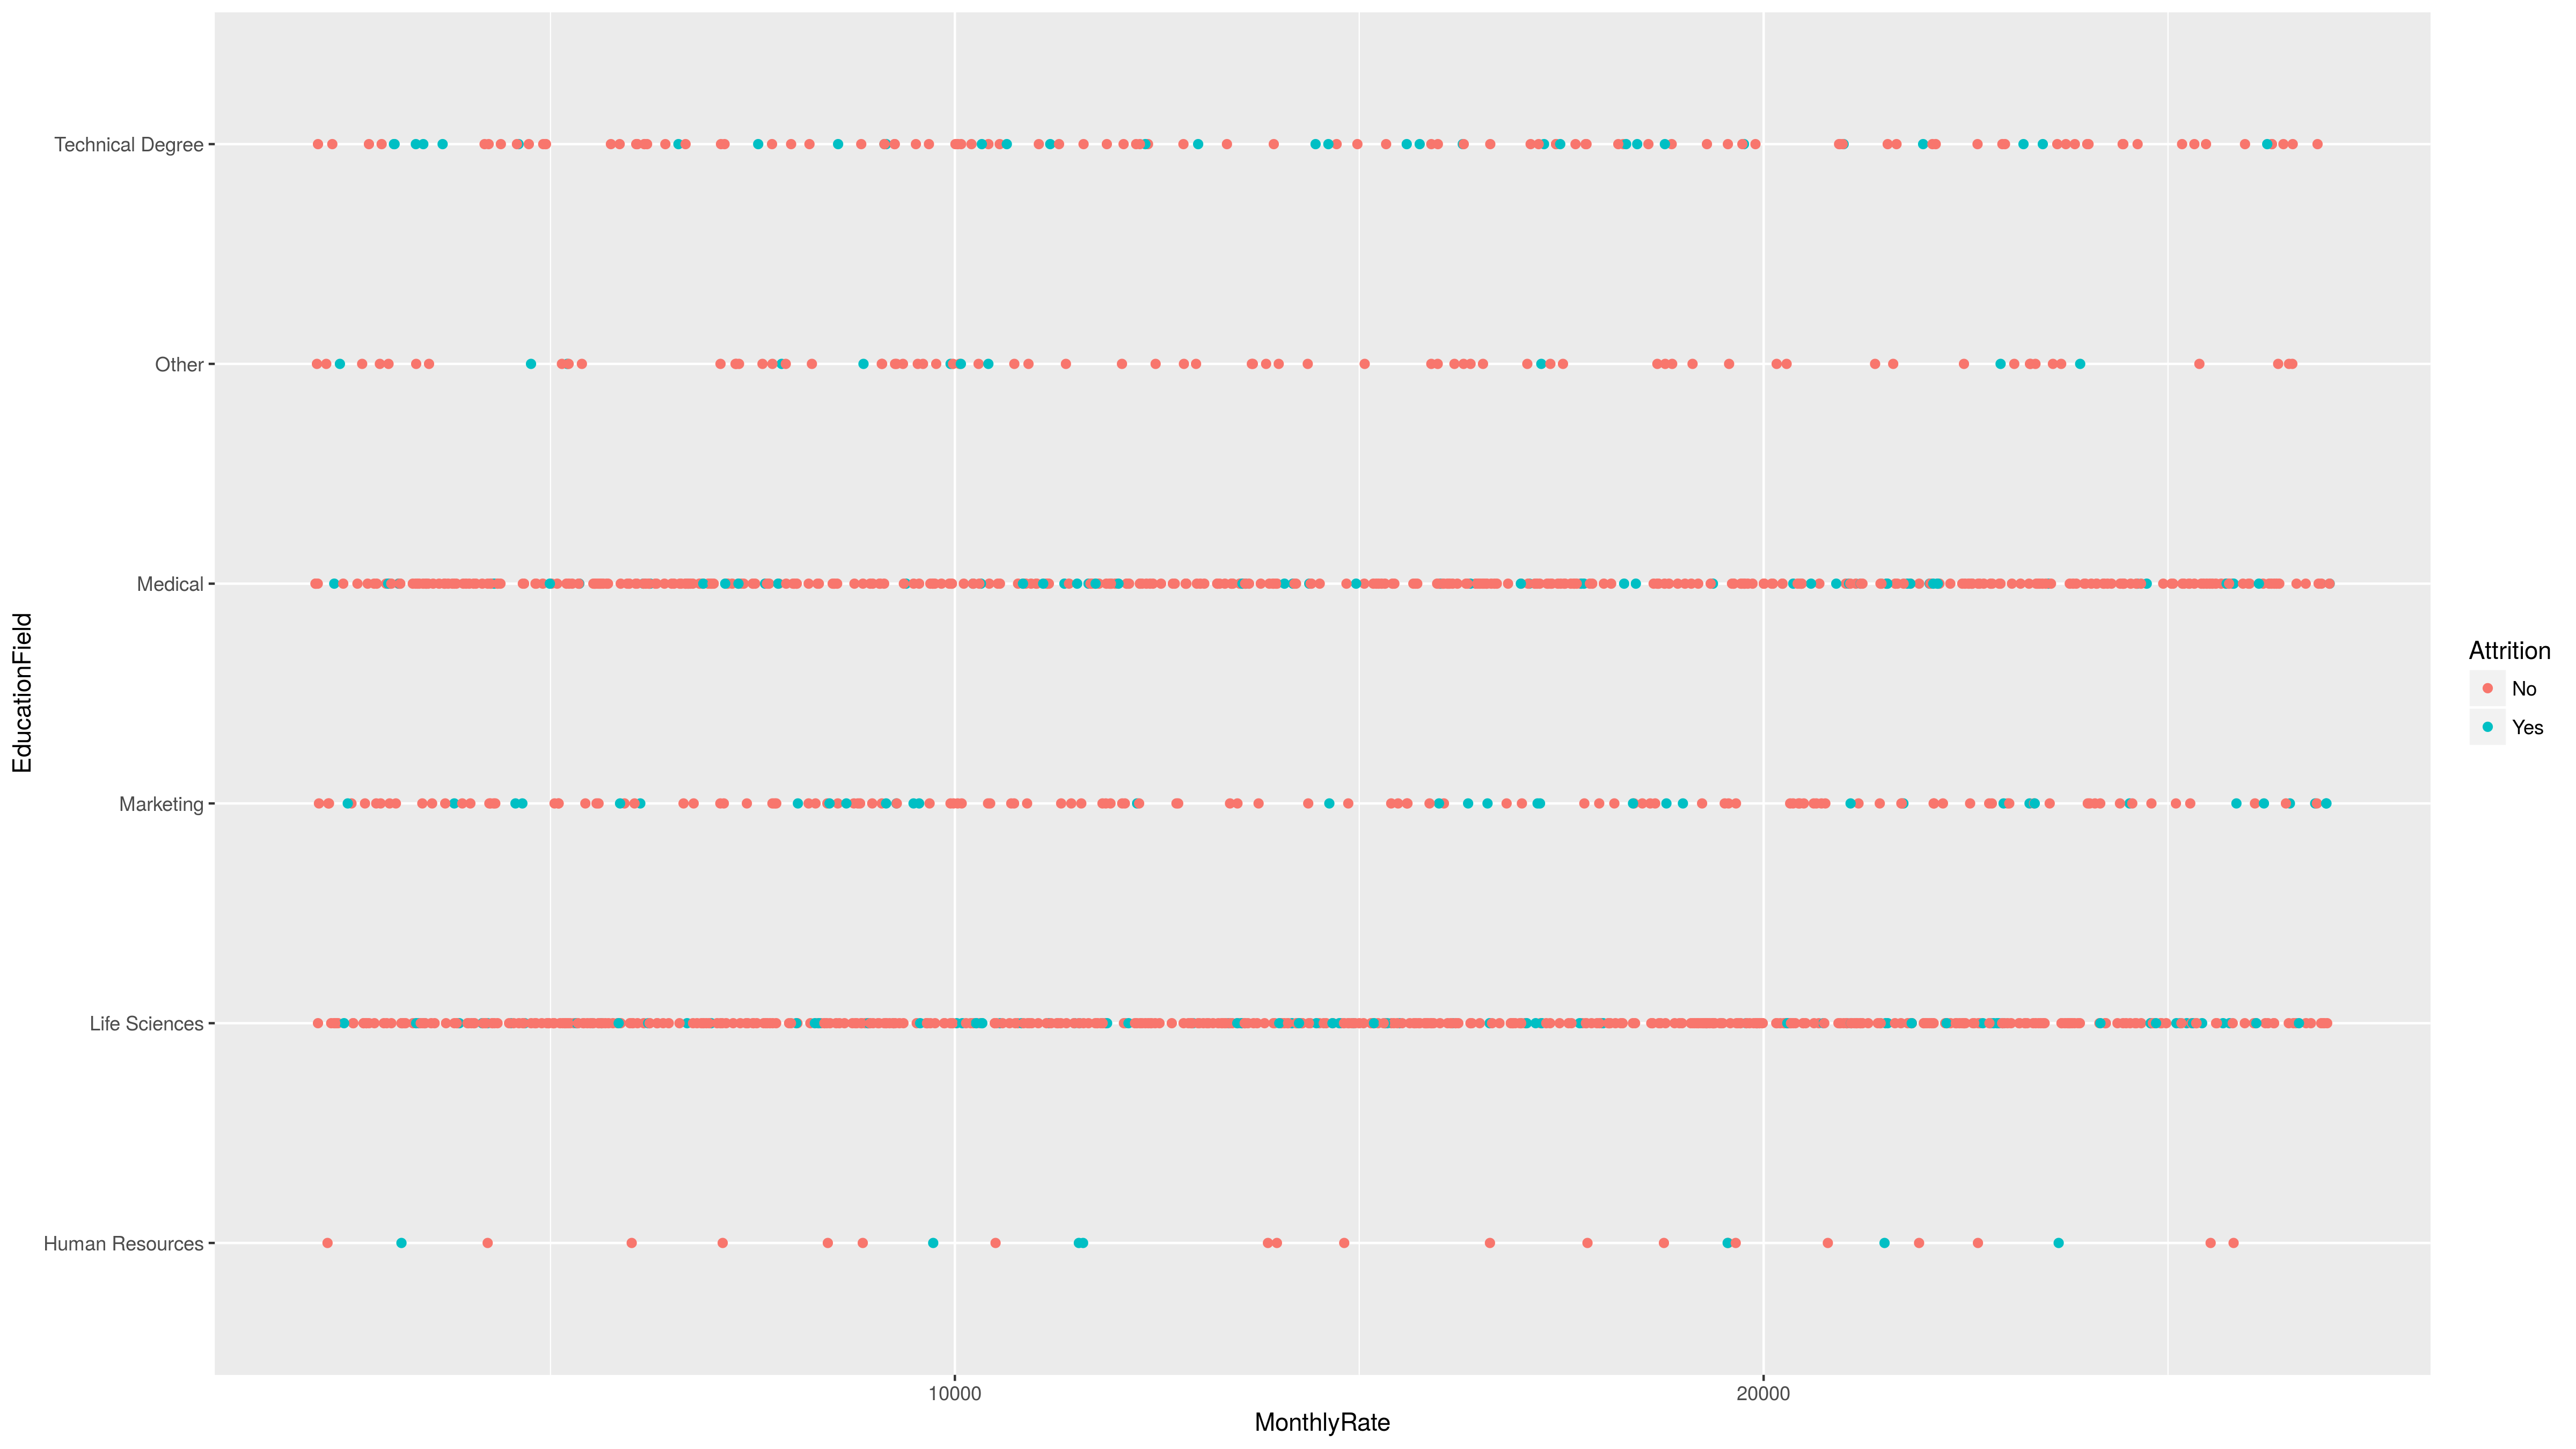 Technical Degree
Other
Medical
Marketing
Life Sciences
Human Resources
EducationField
10000
20000
MonthlyRate
Attrition
No
Yes